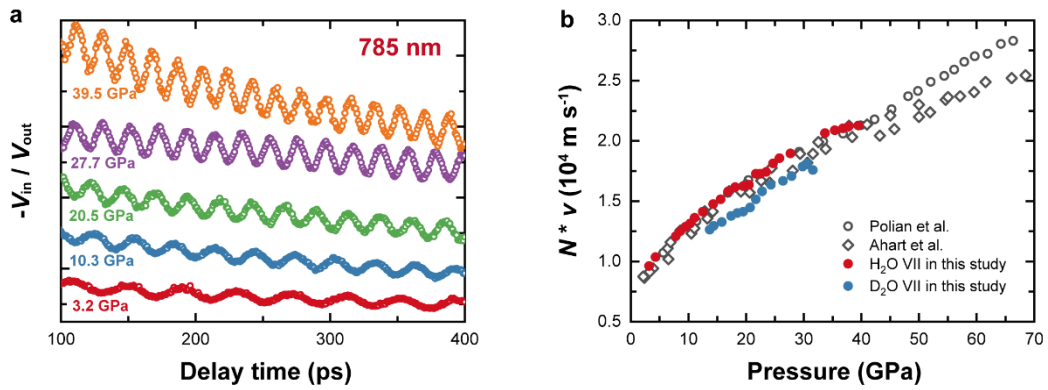 a
785 nm
39.5 GPa
27.7 GPa
20.5 GPa
10.3 GPa
3.2 GPa
-V_in / V_out
100 200 300 400
Delay time (ps)
b
3.0
2.5
2.0
1.5
1.0
0.5
N * v (10⁴ m s⁻¹)
Polian et al.
Ahart et al.
H₂O VII in this study
D₂O VII in this study
0 10 20 30 40 50 60 70
Pressure (GPa)